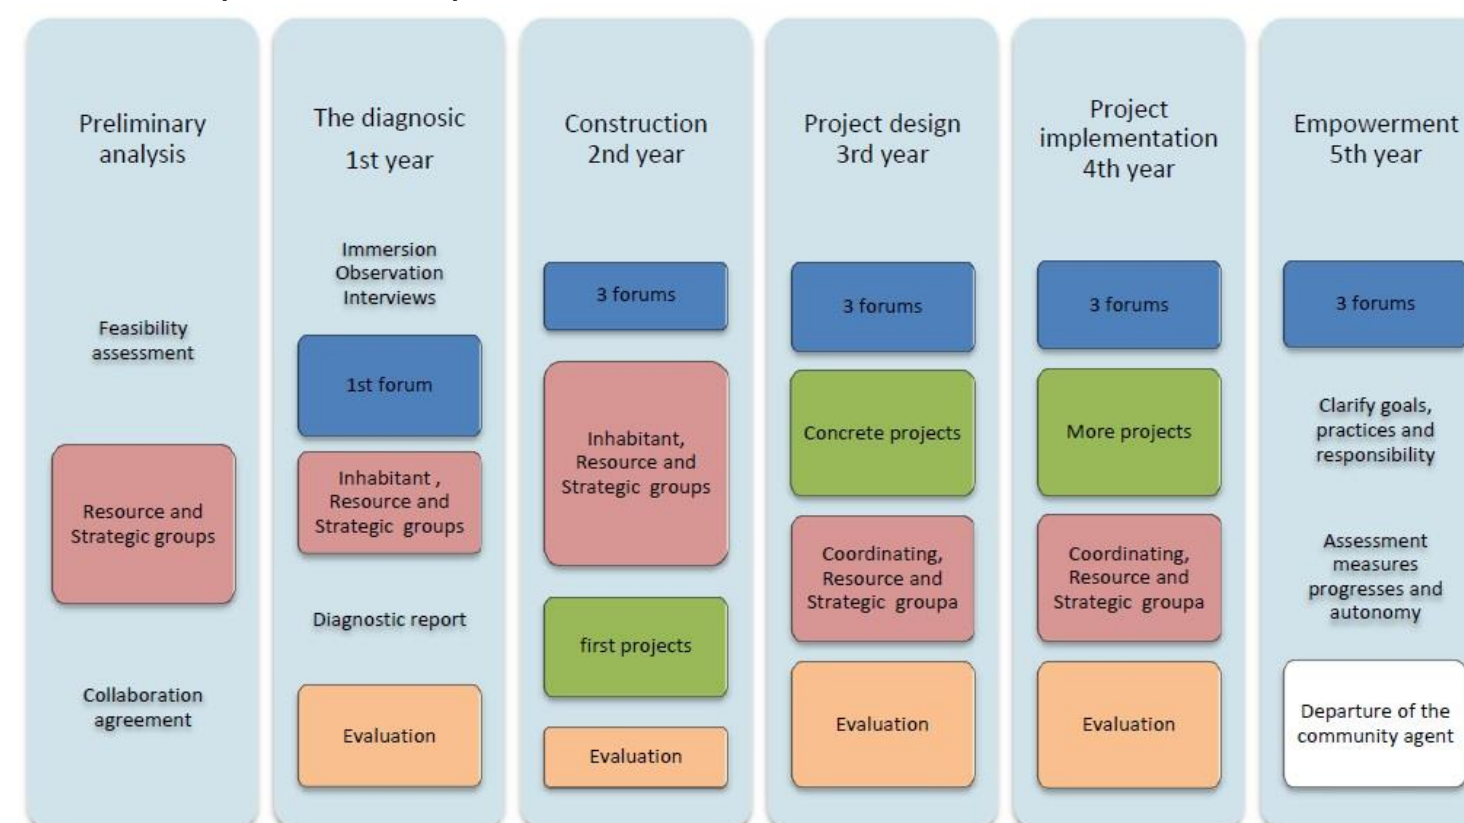 Preliminary
analysis
Feasibility
assessment
Resource and
Strategic groups
Collaboration
agreement
The diagnosic
1st year
Immersion
Observation
Interviews
1st forum
Inhabitant ,
Resource and
Strategic groups
Diagnostic report
Evaluation
Construction
2nd year
3 forums
Inhabitant,
Resource and
Strategic groups
first projects
Evaluation
Project design
3rd year
3 forums
Concrete projects
Coordinating,
Resource and
Strategic groupa
Evaluation
Project
implementation
4th year
3 forums
More projects
Coordinating,
Resource and
Strategic groupa
Evaluation
Empowerment
5th year
3 forums
Clarify goals,
practices and
responsibility
Assessment
measures
progresses and
autonomy
Departure of the
community agent